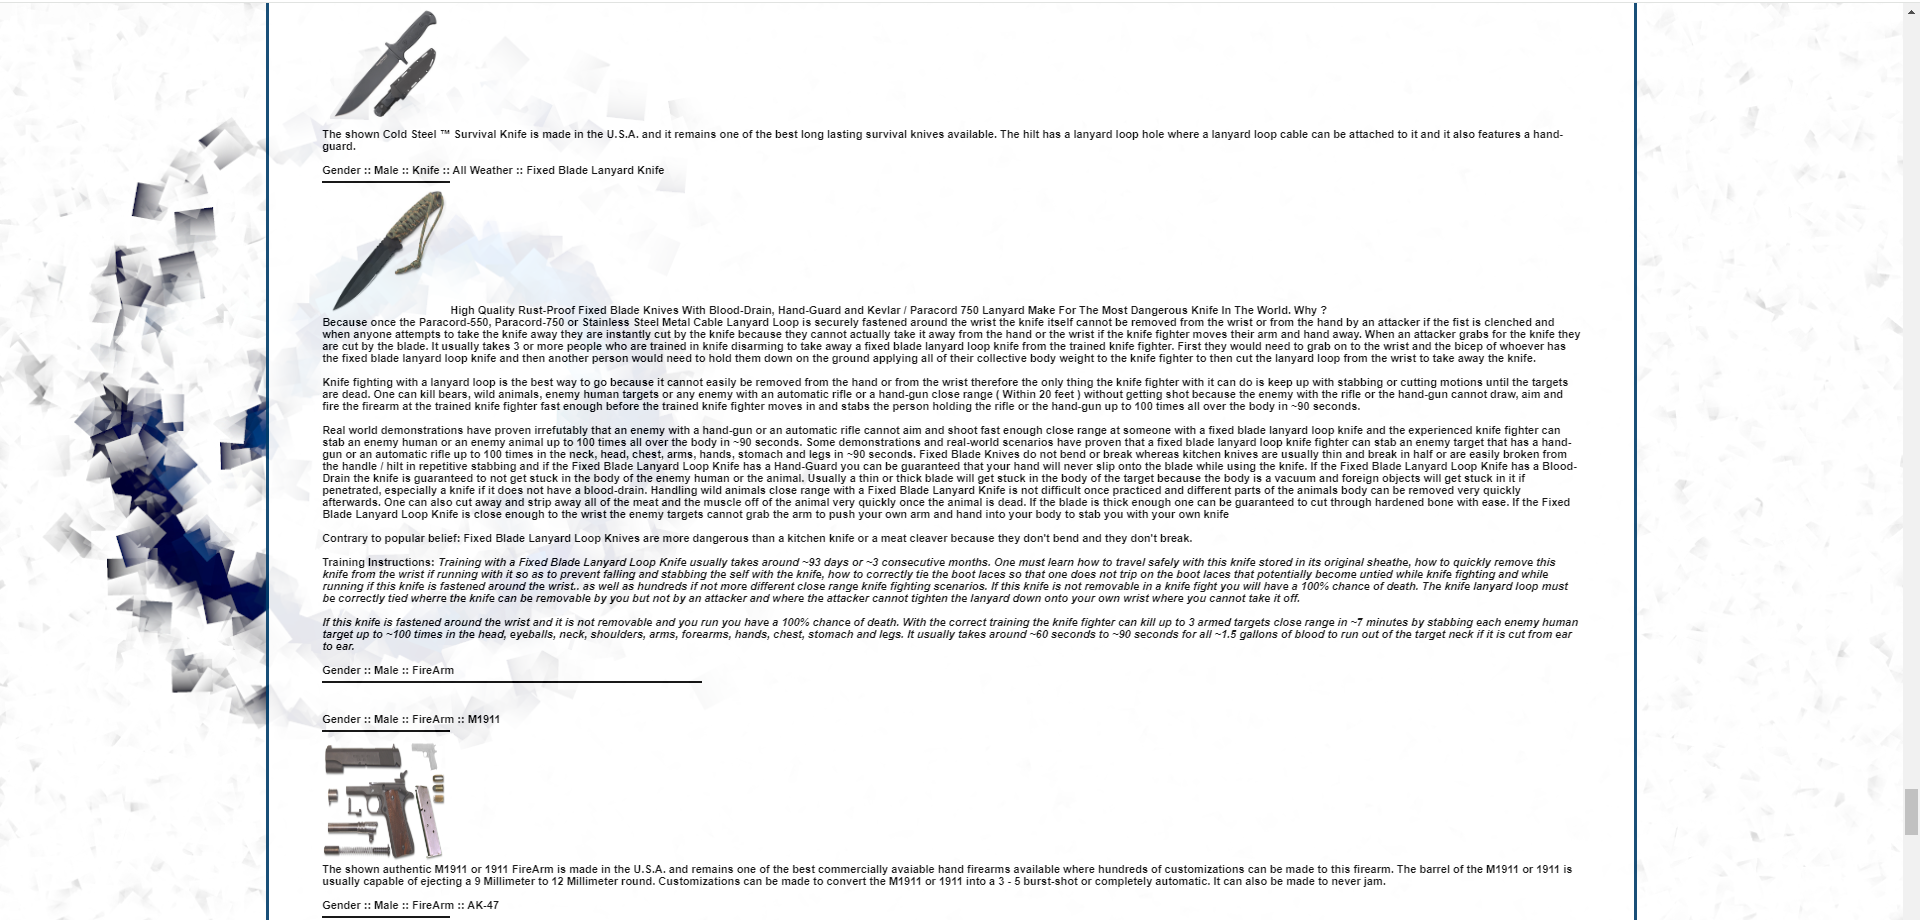 The shown Cold Steel ™ Survival Knife is made in the U.S.A. and it remains one of the best long lasting survival knives available. The hilt has a lanyard loop hole where a lanyard loop cable can be attached to it and it also features a hand-
guard.
Gender :: Male :: Knife :: All Weather :: Fixed Blade Lanyard Knife
High Quality Rust-Proof Fixed Blade Knives With Blood-Drain, Hand-Guard and Kevlar / Paracord 750 Lanyard Make For The Most Dangerous Knife In The World. Why ?
Because once the Paracord-550, Paracord-750 or Stainless Steel Metal Cable Lanyard Loop is securely fastened around the wrist the knife itself cannot be removed from the wrist or from the hand by an attacker if the fist is clenched and
when anyone attempts to take the knife away they are instantly cut by the knife because they cannot actually take it away from the hand or the wrist if the knife fighter moves their arm and hand away. When an attacker grabs for the knife they
are cut by the blade. It usually takes 3 or more people who are trained in knife disarming to take away a fixed blade lanyard loop knife from the trained knife fighter. First they would need to grab on to the wrist and the bicep of whoever has
the fixed blade lanyard loop knife and then another person would need to hold them down on the ground applying all of their collective body weight to the knife fighter to then cut the lanyard loop from the wrist to take away the knife.
Knife fighting with a lanyard loop is the best way to go because it cannot easily be removed from the hand or from the wrist therefore the only thing the knife fighter with it can do is keep up with stabbing or cutting motions until the targets
are dead. One can kill bears, wild animals, enemy human targets or any enemy with an automatic rifle or a hand-gun close range ( Within 20 feet ) without getting shot because the enemy with the rifle or the hand-gun cannot draw, aim and
fire the firearm at the trained knife fighter fast enough before the trained knife fighter moves in and stabs the person holding the rifle or the hand-gun up to 100 times all over the body in ~90 seconds.
Real world demonstrations have proven irrefutably that an enemy with a hand-gun or an automatic rifle cannot aim and shoot fast enough close range at someone with a fixed blade lanyard loop knife and the experienced knife fighter can
stab an enemy human or an enemy animal up to 100 times all over the body in ~90 seconds. Some demonstrations and real-world scenarios have proven that a fixed blade lanyard loop knife fighter can stab an enemy target that has a hand-
gun or an automatic rifle up to 100 times in the neck, head, chest, arms, hands, stomach and legs in ~90 seconds. Fixed Blade Knives do not bend or break whereas kitchen knives are usually thin and break in half or are easily broken from
the handle / hilt in repetitive stabbing and if the Fixed Blade Lanyard Loop Knife has a Hand-Guard you can be guaranteed that your hand will never slip onto the blade while using the knife. If the Fixed Blade Lanyard Loop Knife has a Blood-
Drain the knife is guaranteed to not get stuck in the body of the enemy human or the animal. Usually a thin or thick blade will get stuck in the body of the target because the body is a vacuum and foreign objects will get stuck in it if
penetrated, especially a knife if it does not have a blood-drain. Handling wild animals close range with a Fixed Blade Lanyard Knife is not difficult once practiced and different parts of the animals body can be removed very quickly
afterwards. One can also cut away and strip away all of the meat and the muscle off of the animal very quickly once the animal is dead. If the blade is thick enough one can be guaranteed to cut through hardened bone with ease. If the Fixed
Blade Lanyard Loop Knife is close enough to the wrist the enemy targets cannot grab the arm to push your own arm and hand into your body to stab you with your own knife
Contrary to popular belief: Fixed Blade Lanyard Loop Knives are more dangerous than a kitchen knife or a meat cleaver because they don't bend and they don't break.
Training Instructions: Training with a Fixed Blade Lanyard Loop Knife usually takes around ~93 days or ~3 consecutive months. One must learn how to travel safely with this knife stored in its original sheathe, how to quickly remove this
knife from the wrist if running with it so as to prevent falling and stabbing the self with the knife, how to correctly tie the boot laces so that one does not trip on the boot laces that potentially become untied while knife fighting and while
running if this knife is fastened around the wrist.. as well as hundreds if not more different close range knife fighting scenarios. If this knife is not removable in a knife fight you will have a 100% chance of death. The knife lanyard loop must
be correctly tied wherre the knife can be removable by you but not by an attacker and where the attacker cannot tighten the lanyard down onto your own wrist where you cannot take it off.
If this knife is fastened around the wrist and it is not removable and you run you have a 100% chance of death. With the correct training the knife fighter can kill up to 3 armed targets close range in ~7 minutes by stabbing each enemy human
target up to ~100 times in the head, eyeballs, neck, shoulders, arms, forearms, hands, chest, stomach and legs. It usually takes around ~60 seconds to ~90 seconds for all ~1.5 gallons of blood to run out of the target neck if it is cut from ear
to ear.
Gender :: Male :: FireArm
Gender :: Male :: FireArm :: M1911
The shown authentic M1911 or 1911 FireArm is made in the U.S.A. and remains one of the best commercially avaiable hand firearms available where hundreds of customizations can be made to this firearm. The barrel of the M1911 or 1911 is
usually capable of ejecting a 9 Millimeter to 12 Millimeter round. Customizations can be made to convert the M1911 or 1911 into a 3 - 5 burst-shot or completely automatic. It can also be made to never jam.
Gender :: Male :: FireArm :: AK-47